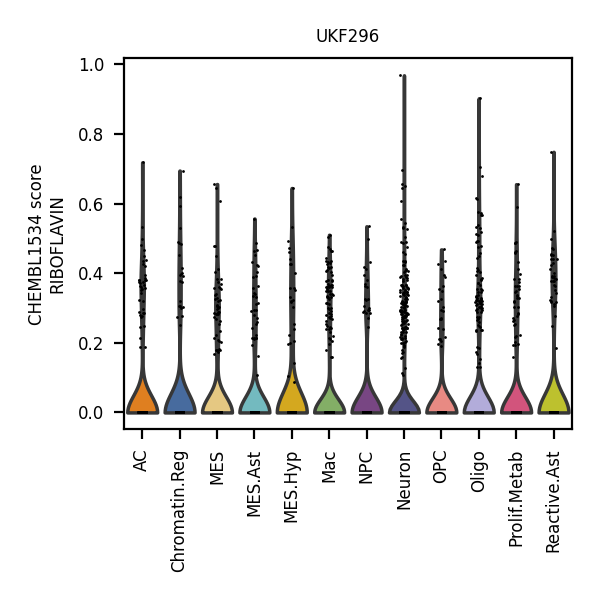 UKF296
CHEMBL1534 score
RIBOFLAVIN
1.0
0.8
0.6
0.4
0.2
0.0
AC
Chromatin.Reg
MES
MES.Ast
MES.Hyp
Mac
NPC
Neuron
OPC
Oligo
Prolif.Metab
Reactive.Ast